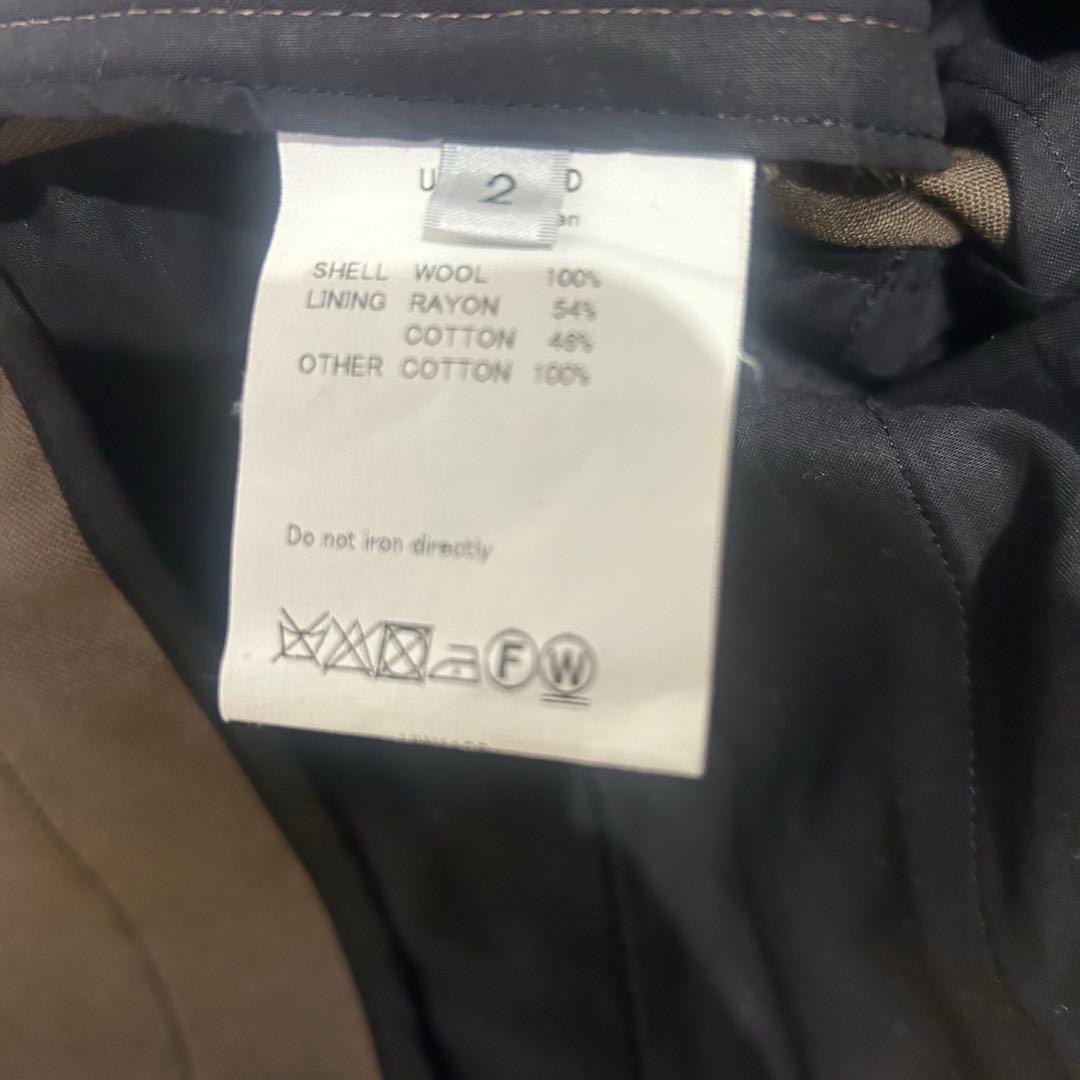 2
SHELL WOOL 100%
LINING RAYON 54%
COTTON 46%
OTHER COTTON 100%
Do not iron directly
F W